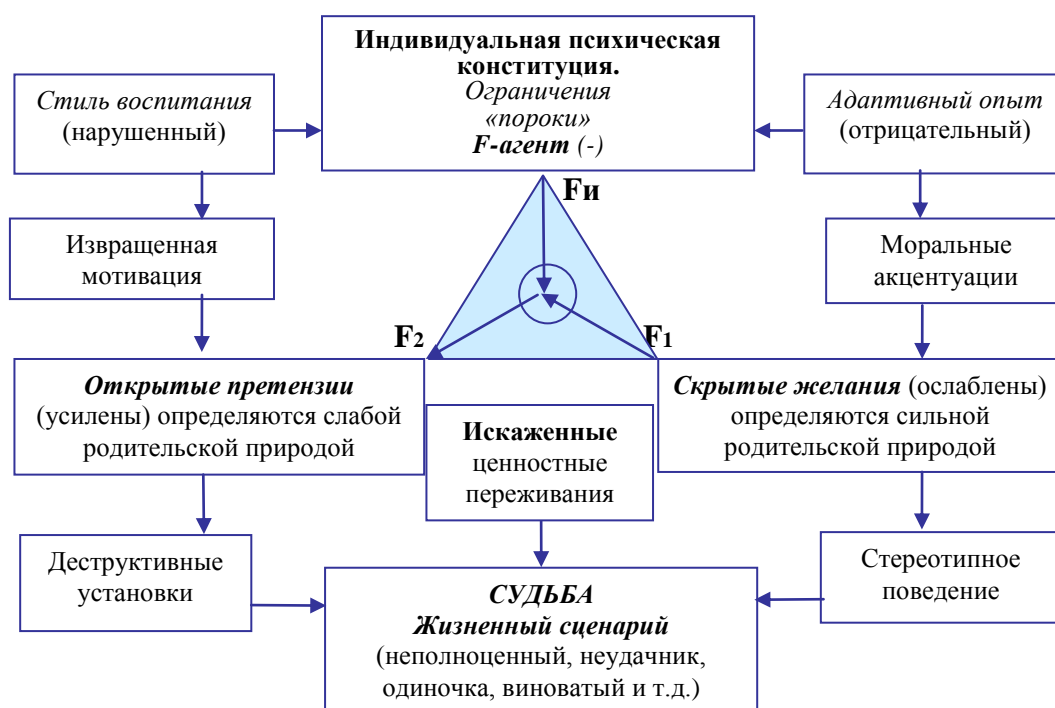 Индивидуальная психическая
конституция.
Ограничения
«пороки»
F-агент (-)
Стиль воспитания
(нарушенный)
Адаптивный опыт
(отрицательный)
Fи
Извращенная
мотивация
Моральные
акцентуации
F2
F1
Открытые претензии
(усилены) определяются слабой
родительской природой
Скрытые желания (ослаблены)
определяются сильной
родительской природой
Искаженные
ценностные
переживания
Деструктивные
установки
Стереотипное
поведение
СУДЬБА
Жизненный сценарий
(неполноценный, неудачник,
одиночка, виноватый и т.д.)